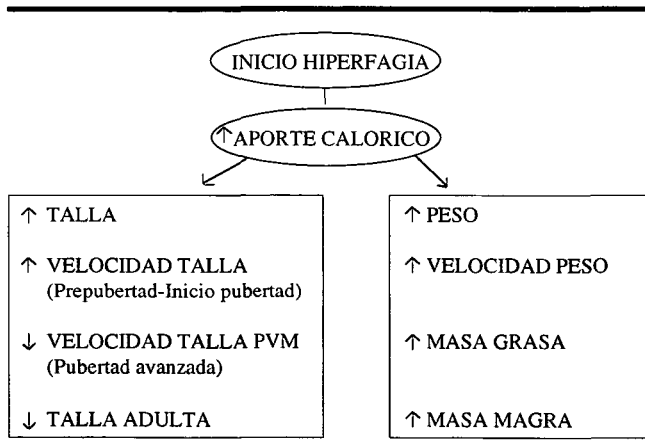 INICIO HIPERFAGIA
↑ APORTE CALORICO
↑ TALLA
↑ VELOCIDAD TALLA
(Prepubertad-Inicio pubertad)
↓ VELOCIDAD TALLA PVM
(Pubertad avanzada)
↓ TALLA ADULTA
↑ PESO
↑ VELOCIDAD PESO
↑ MASA GRASA
↑ MASA MAGRA